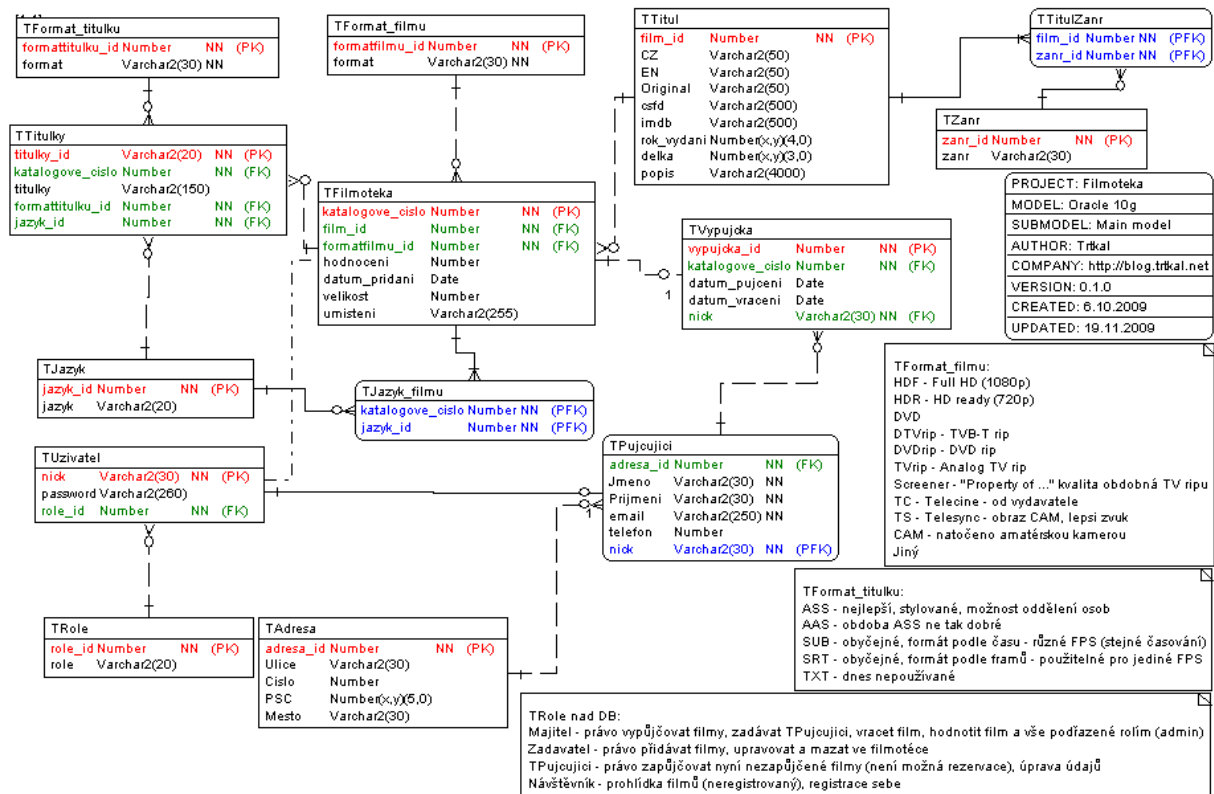 TFormat_titulku
formattitulku_id Number NN (PK)
format Varchar2(30) NN
TFormat_filmu
formatfilmu_id Number NN (PK)
format Varchar2(30) NN
TTitul
film_id Number NN (PK)
CZ Varchar2(50)
EN Varchar2(50)
Original Varchar2(50)
csfd Varchar2(500)
imdb Varchar2(500)
rok_vydani Number(x,y)(4,0)
delka Number(x,y)(3,0)
popis Varchar2(4000)
TTitulZanr
film_id Number NN (PFK)
zanr_id Number NN (PFK)
TZanr
zanr_id Number NN (PK)
zanr Varchar2(30)
TTitulky
titulky_id Varchar2(20) NN (PK)
katalogove_cislo Number NN (FK)
titulky Varchar2(150)
formattitulku_id Number NN (FK)
jazyk_id Number NN (FK)
TFilmoteka
katalogove_cislo Number NN (PK)
film_id Number NN (FK)
formatfilmu_id Number NN (FK)
hodnoceni Number
datum_pridani Date
velikost Number
umisteni Varchar2(255)
TVypujcka
vypujcka_id Number NN (PK)
katalogove_cislo Number NN (FK)
datum_pujceni Date
datum_vraceni Date
nick Varchar2(30) NN (FK)
1
PROJECT: Filmoteka
MODEL: Oracle 10g
SUBMODEL: Main model
AUTHOR: Trtkal
COMPANY: http://blog.trtkal.net
VERSION: 0.1.0
CREATED: 6.10.2009
UPDATED: 19.11.2009
TJazyk
jazyk_id Number NN (PK)
jazyk Varchar2(20)
TJazyk_filmu
katalogove_cislo Number NN (PFK)
jazyk_id Number NN (PFK)
TFormat_filmu:
HDF - Full HD (1080p)
HDR - HD ready (720p)
DVD
DTVrip - TVB-T rip
DVDrip - DVD rip
TVrip - Analog TV rip
Screener - "Property of ..." kvalita obdobná TV ripu
TC - Telecine - od vydavatele
TS - Telesync - obraz CAM, lepsi zvuk
CAM - natočeno amatérskou kamerou
Jiný
TUzivatel
nick Varchar2(30) NN (PK)
password Varchar2(260)
role_id Number NN (FK)
TPujcujici
adresa_id Number NN (FK)
Jmeno Varchar2(30) NN
Prijmeni Varchar2(30) NN
email Varchar2(250) NN
telefon Number
nick Varchar2(30) NN (PFK)
1
TFormat_titulku:
ASS - nejlepší, stylované, možnost oddělení osob
AAS - obdoba ASS ne tak dobré
SUB - obyčejné, formát podle času - různé FPS (stejné časování)
SRT - obyčejné, formát podle framů - použitelné pro jediné FPS
TXT - dnes nepoužívané
TRole
role_id Number NN (PK)
role Varchar2(20)
TAdresa
adresa_id Number NN (PK)
Ulice Varchar2(30)
Cislo Number
PSC Number(x,y)(5,0)
Mesto Varchar2(30)
TRole nad DB:
Majitel - právo vypůjčovat filmy, zadávat TPujcujici, vracet film, hodnotit film a vše podřazené rolím (admin)
Zadavatel - právo přidávat filmy, upravovat a mazat ve filmotéce
TPujcujici - právo zapůjčovat nyní nezapůjčené filmy (není možná rezervace), úprava údajů
Návštěvník - prohlídka filmů (neregistrovaný), registrace sebe